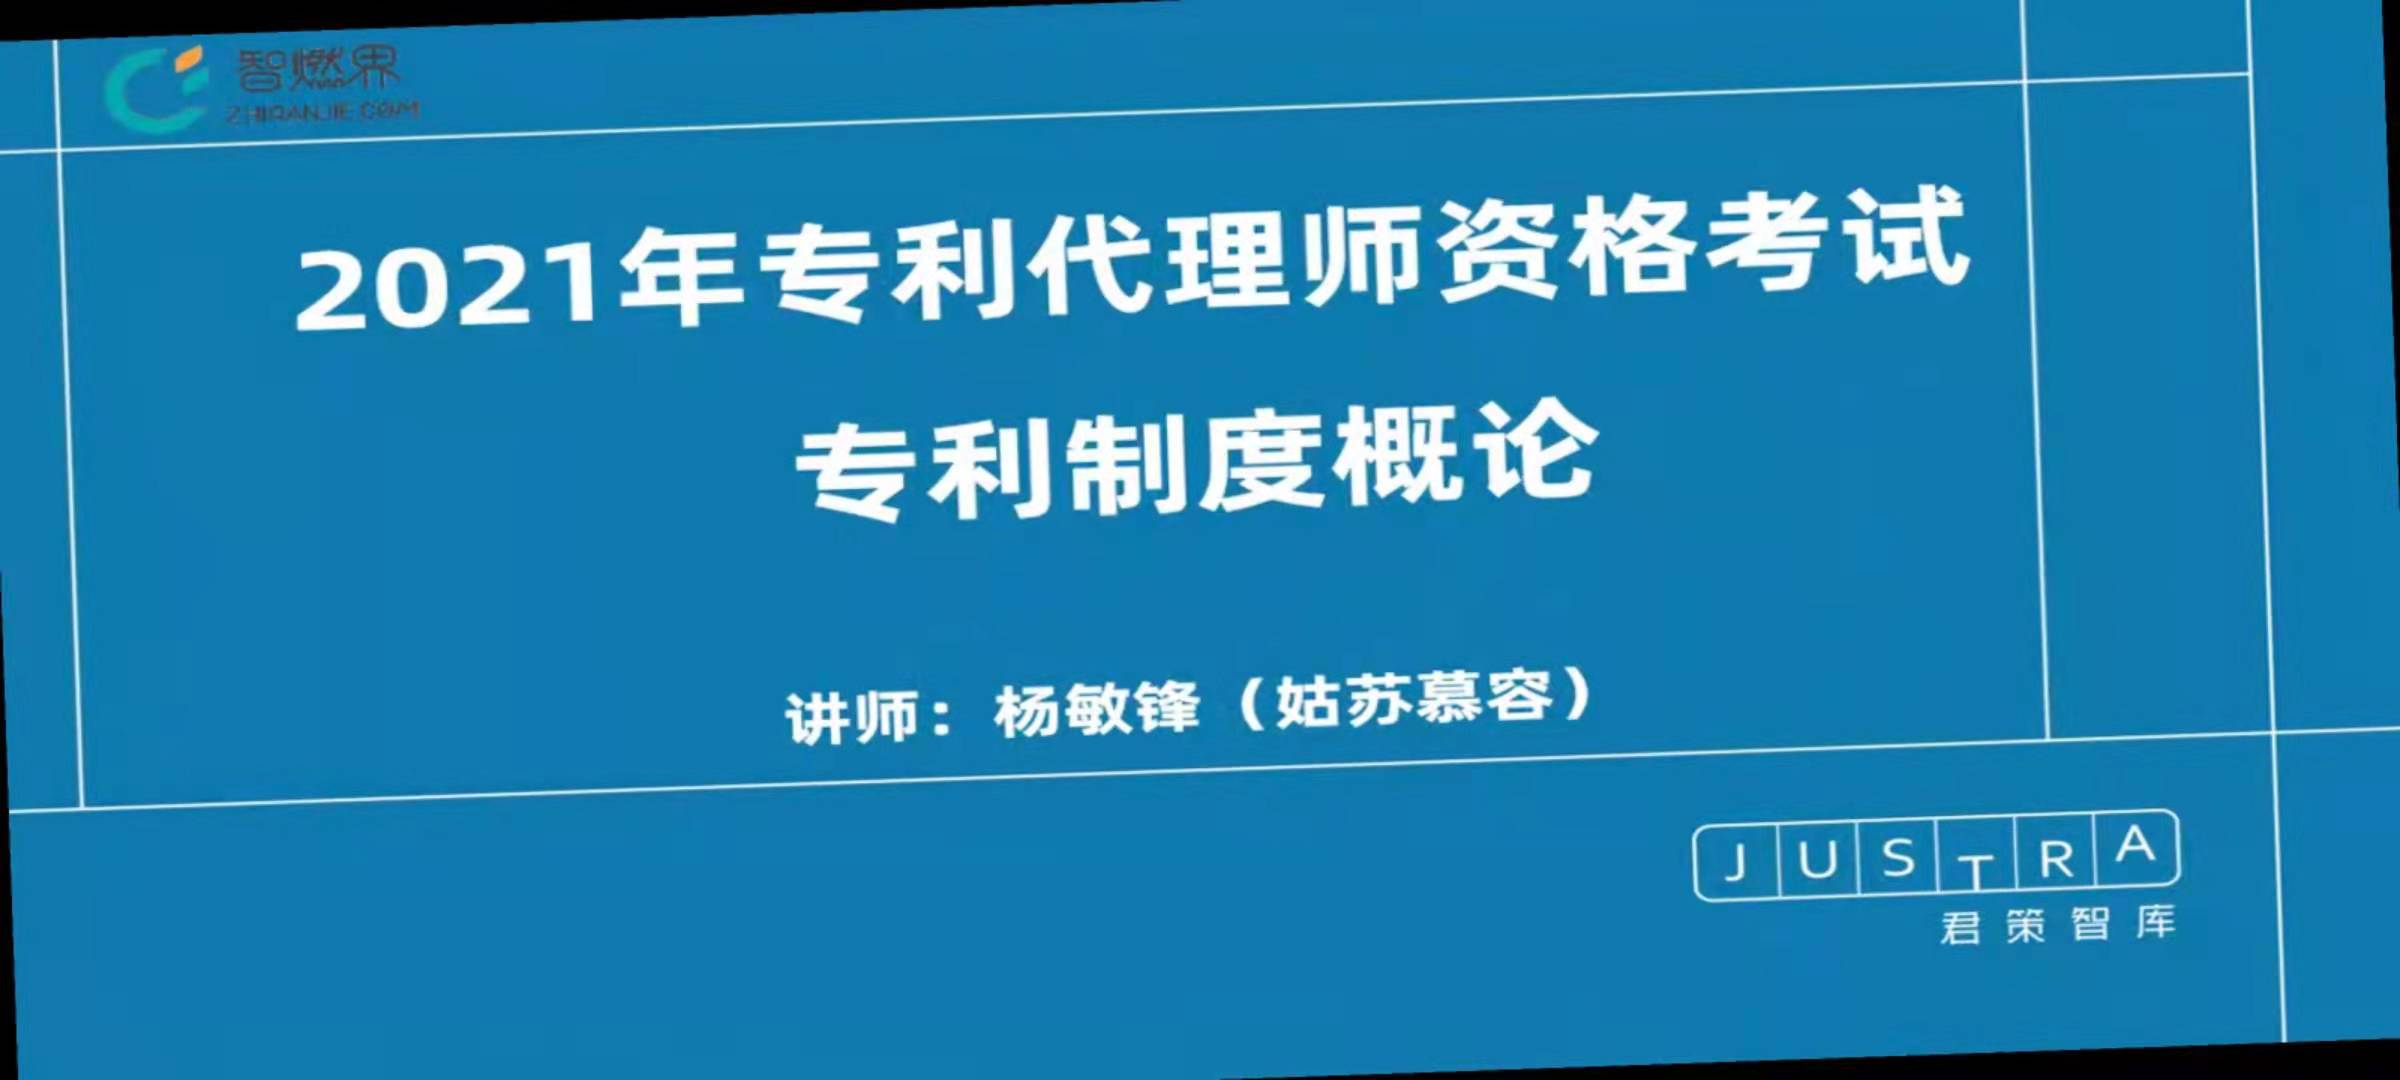 智燃界
ZHIRANJIE.COM
2021年专利代理师资格考试
专利制度概论
讲师：杨敏锋（姑苏慕容）
JUSTRA
君策智库